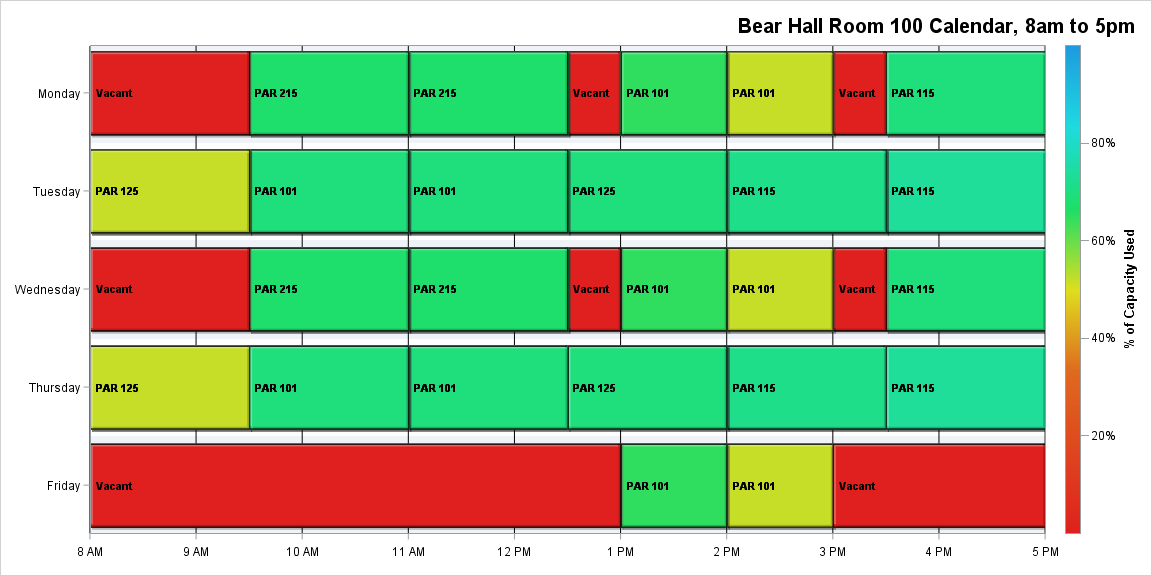 Bear Hall Room 100 Calendar, 8am to 5pm
Monday Vacant PAR 215 PAR 215 Vacant PAR 101 PAR 101 Vacant PAR 115
Tuesday PAR 125 PAR 101 PAR 101 PAR 125 PAR 115 PAR 115
Wednesday Vacant PAR 215 PAR 215 Vacant PAR 101 PAR 101 Vacant PAR 115
Thursday PAR 125 PAR 101 PAR 101 PAR 125 PAR 115 PAR 115
Friday Vacant PAR 101 PAR 101 Vacant
8 AM 9 AM 10 AM 11 AM 12 PM 1 PM 2 PM 3 PM 4 PM 5 PM
80%
60%
40%
20%
% of Capacity Used